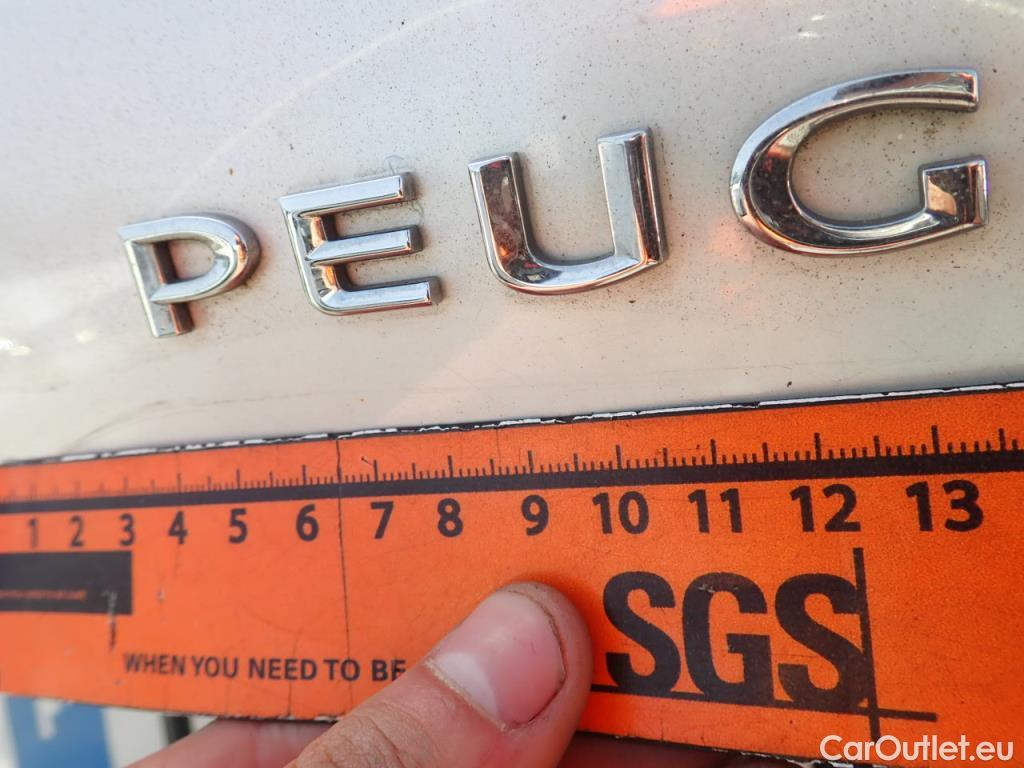 PEUG
1 2 3 4 5 6 7 8 9 10 11 12 13
WHEN YOU NEED TO BE
SGS
CarOutlet.eu